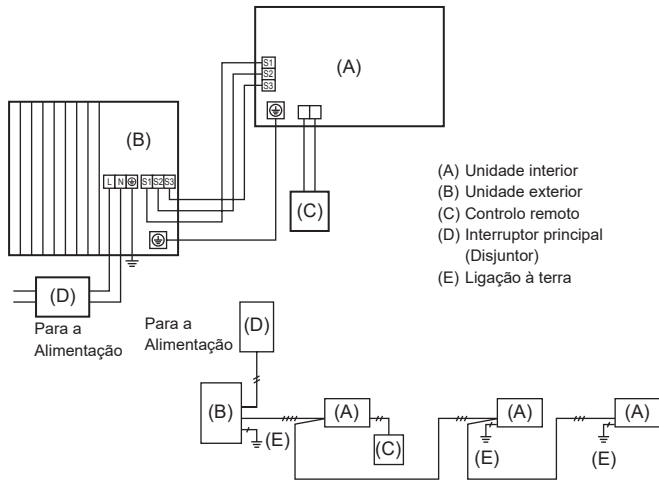 S1
S2
S3
(A)
(B)
L N S1 S2 S3
(C)
(D)
Para a
Alimentação
(A) Unidade interior
(B) Unidade exterior
(C) Controlo remoto
(D) Interruptor principal
(Disjuntor)
(E) Ligação à terra
Para a
Alimentação
(D)
(B)
(E)
(A)
(C)
(A)
(E)
(A)
(E)